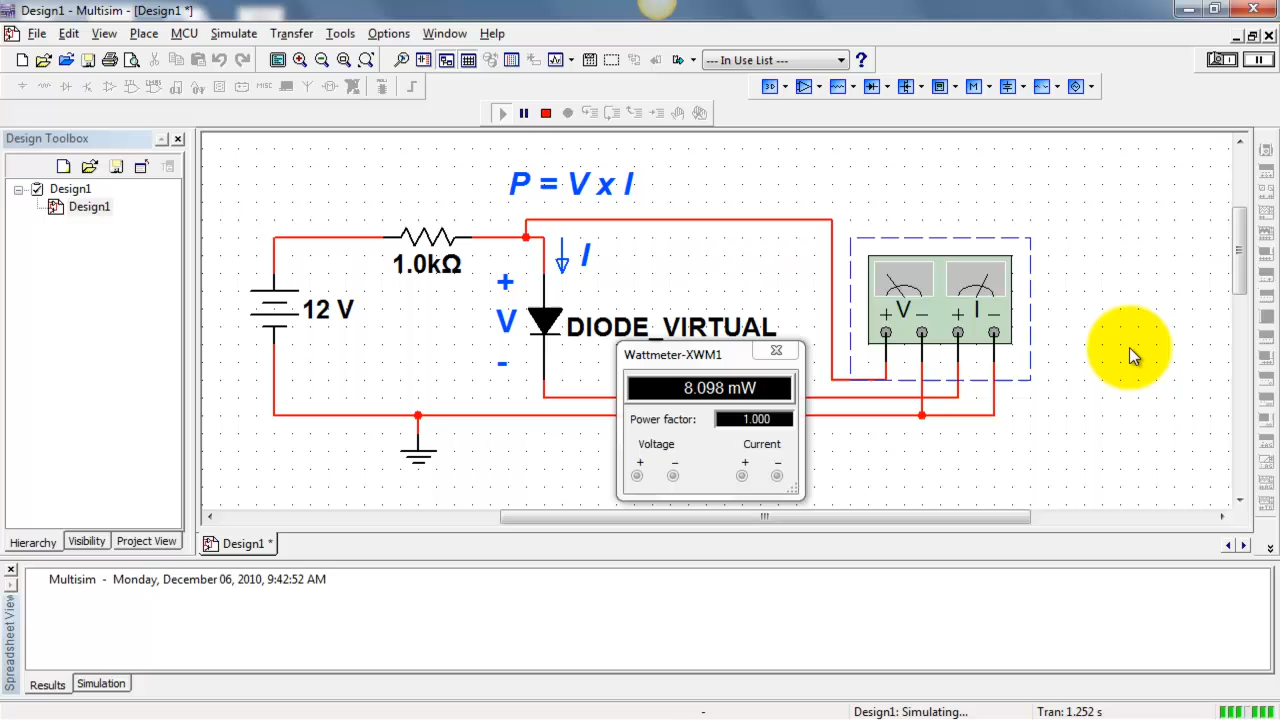 Design1 - Multisim - [Design1 *]
File Edit View Place MCU Simulate Transfer Tools Options Window Help
--- In Use List --- ?
Design Toolbox
Design1
Design1
P = V x I
1.0kΩ
I
+
12 V
V
DIODE_VIRTUAL
-
V I
+ - + -
Wattmeter-XWM1
8.098 mW
Power factor: 1.000
Voltage Current
+ - + -
Hierarchy Visibility Project View
Design1 *
Multisim - Monday, December 06, 2010, 9:42:52 AM
Spreadsheet View
Results Simulation
- Design1: Simulating... Tran: 1.252 s